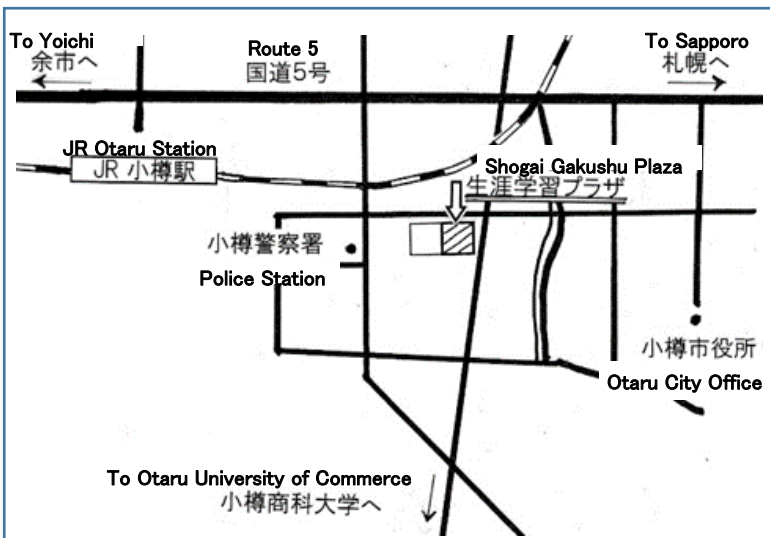 To Yoichi
余市へ
Route 5
国道5号
To Sapporo
札幌へ
JR Otaru Station
JR 小樽駅
Shogai Gakushu Plaza
生涯学習プラザ
小樽警察署
Police Station
小樽市役所
Otaru City Office
To Otaru University of Commerce
小樽商科大学へ